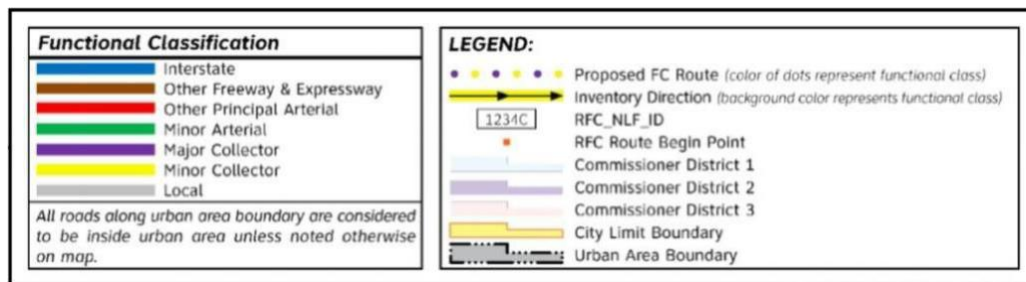 Functional Classification
Interstate
Other Freeway & Expressway
Other Principal Arterial
Minor Arterial
Major Collector
Minor Collector
Local
All roads along urban area boundary are considered
to be inside urban area unless noted otherwise
on map.
LEGEND:
Proposed FC Route (color of dots represent functional class)
Inventory Direction (background color represents functional class)
1234C RFC_NLF_ID
RFC Route Begin Point
Commissioner District 1
Commissioner District 2
Commissioner District 3
City Limit Boundary
Urban Area Boundary